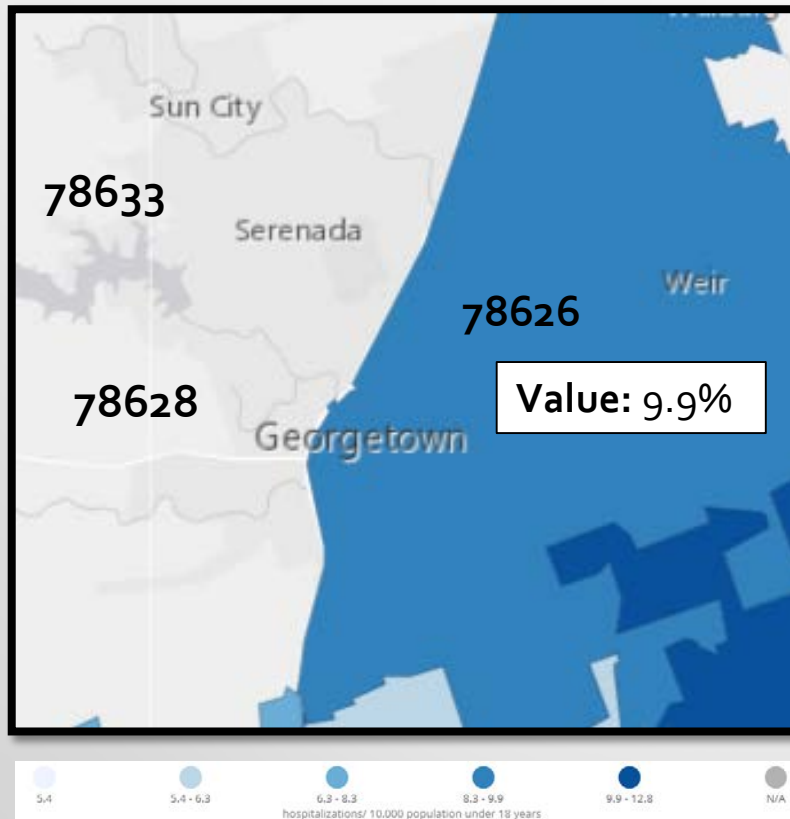 Sun City
78633
Serenada
78626
Weir
Value: 9.9%
78628
Georgetown
5.4
5.4 - 6.3
6.3 - 8.3
8.3 - 9.9
9.9 - 12.8
N/A
hospitalizations/ 10,000 population under 18 years